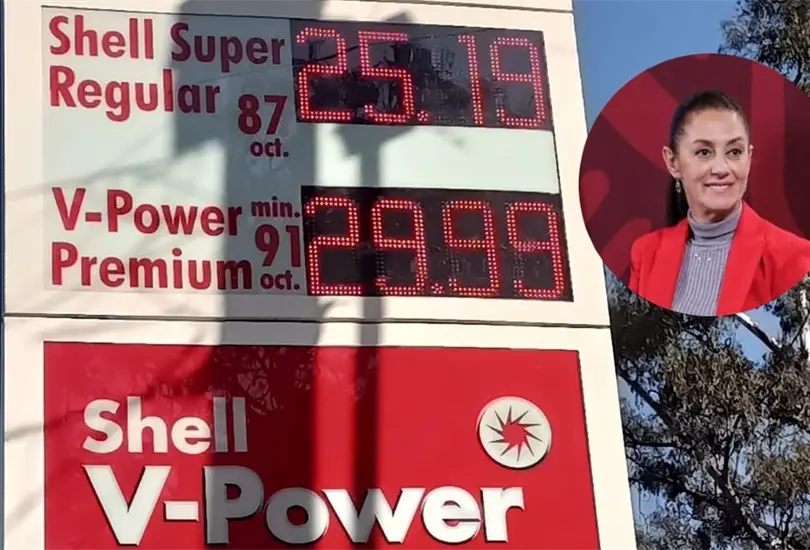 Shell Super
Regular 87
oct.
25.19
V-Power min.
Premium 91
oct.
29.99
Shell
V-Power